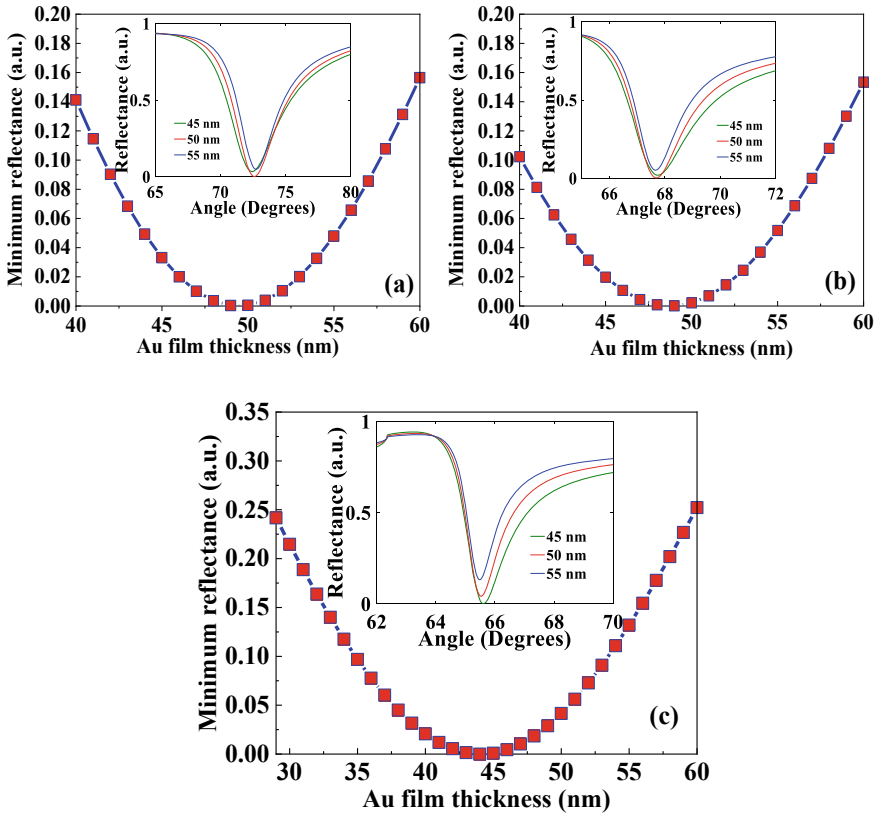 0.20
0.18
0.16
0.14
0.12
0.10
0.08
0.06
0.04
0.02
0.00
Minimum reflectance (a.u.)
1
0.5
0
Reflectance (a.u.)
45 nm
50 nm
55 nm
65 70 75 80
Angle (Degrees)
(a)
40 45 50 55 60
Au film thickness (nm)
0.20
0.18
0.16
0.14
0.12
0.10
0.08
0.06
0.04
0.02
0.00
Minimum reflectance (a.u.)
1
0.5
0
Reflectance (a.u.)
45 nm
50 nm
55 nm
66 68 70 72
Angle (Degrees)
(b)
40 45 50 55 60
Au film thickness (nm)
0.35
0.30
0.25
0.20
0.15
0.10
0.05
0.00
Minimum reflectance (a.u.)
1
0.5
0
Reflectance (a.u.)
45 nm
50 nm
55 nm
62 64 66 68 70
Angle (Degrees)
(c)
30 35 40 45 50 55 60
Au film thickness (nm)